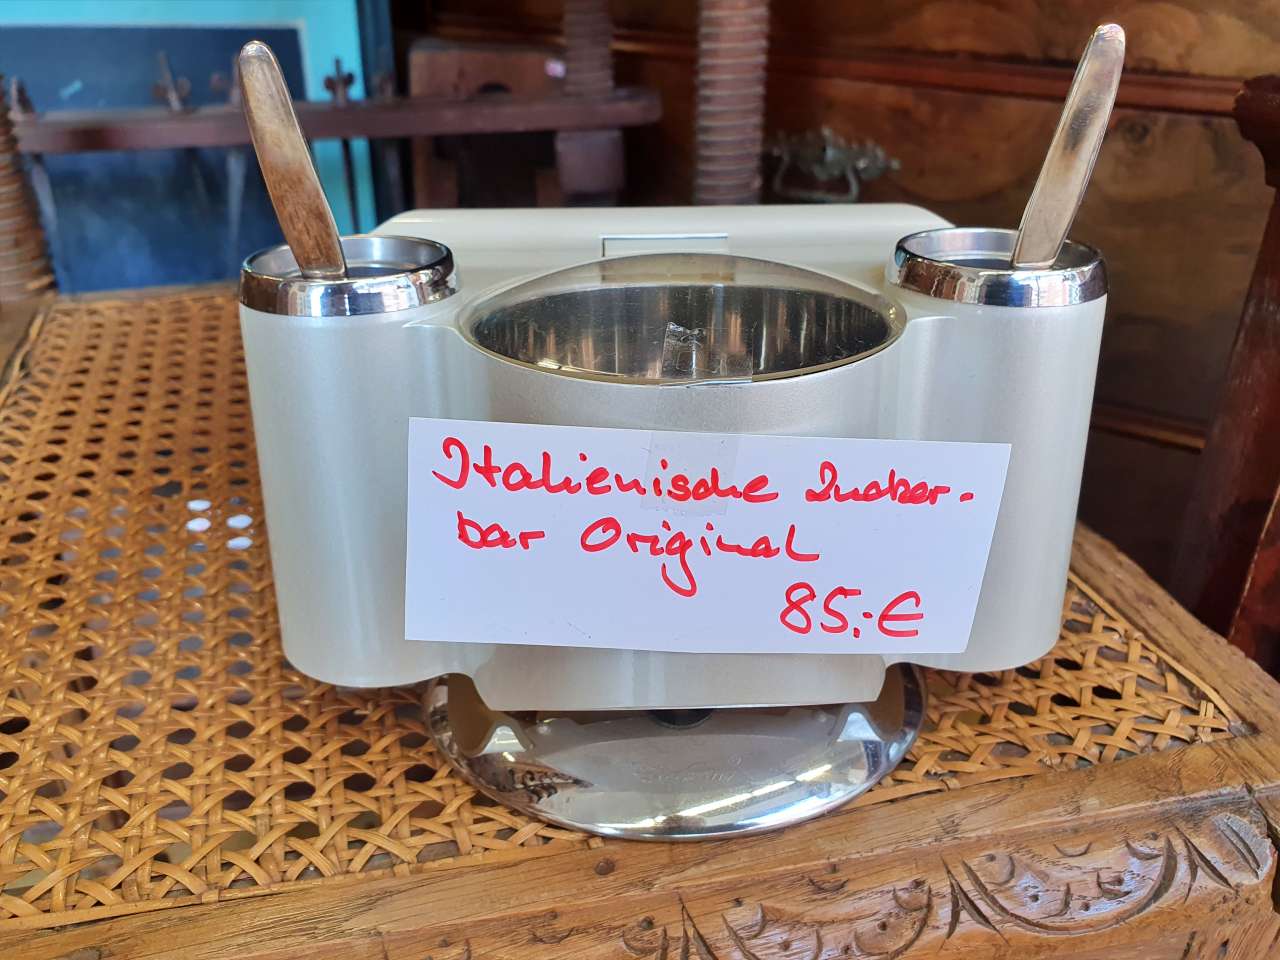 Italienische Zucker-
bar Original
85,-€